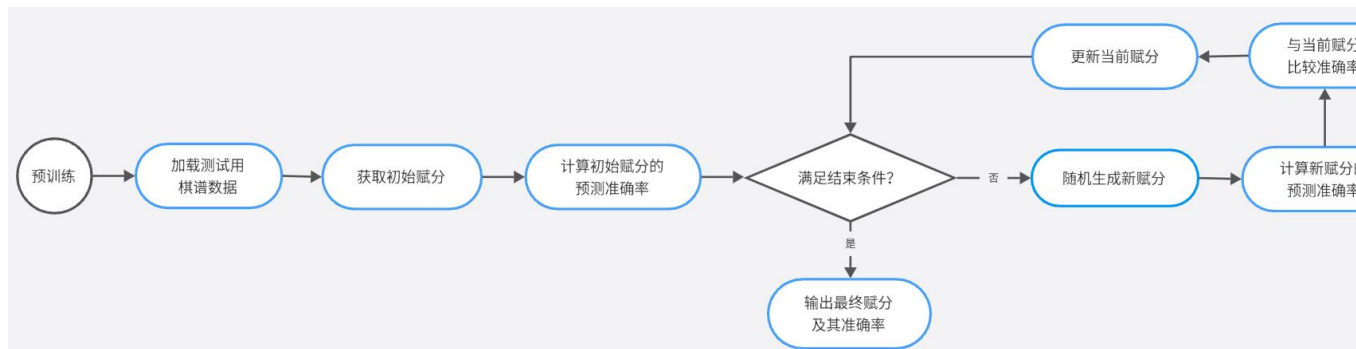 预训练
加载测试用
棋谱数据
获取初始赋分
计算初始赋分的
预测准确率
满足结束条件？
否
随机生成新赋分
计算新赋分的
预测准确率
与当前赋分
比较准确率
更新当前赋分
是
输出最终赋分
及其准确率